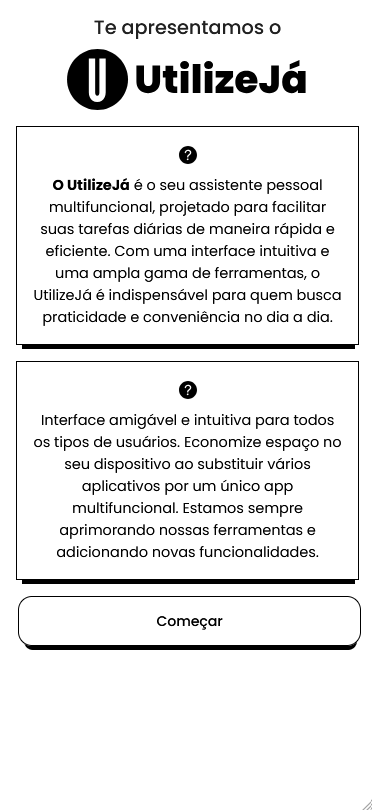 Te apresentamos o
UtilizeJá
?
O UtilizeJá é o seu assistente pessoal
multifuncional, projetado para facilitar
suas tarefas diárias de maneira rápida e
eficiente. Com uma interface intuitiva e
uma ampla gama de ferramentas, o
UtilizeJá é indispensável para quem busca
praticidade e conveniência no dia a dia.
?
Interface amigável e intuitiva para todos
os tipos de usuários. Economize espaço no
seu dispositivo ao substituir vários
aplicativos por um único app
multifuncional. Estamos sempre
aprimorando nossas ferramentas e
adicionando novas funcionalidades.
Começar